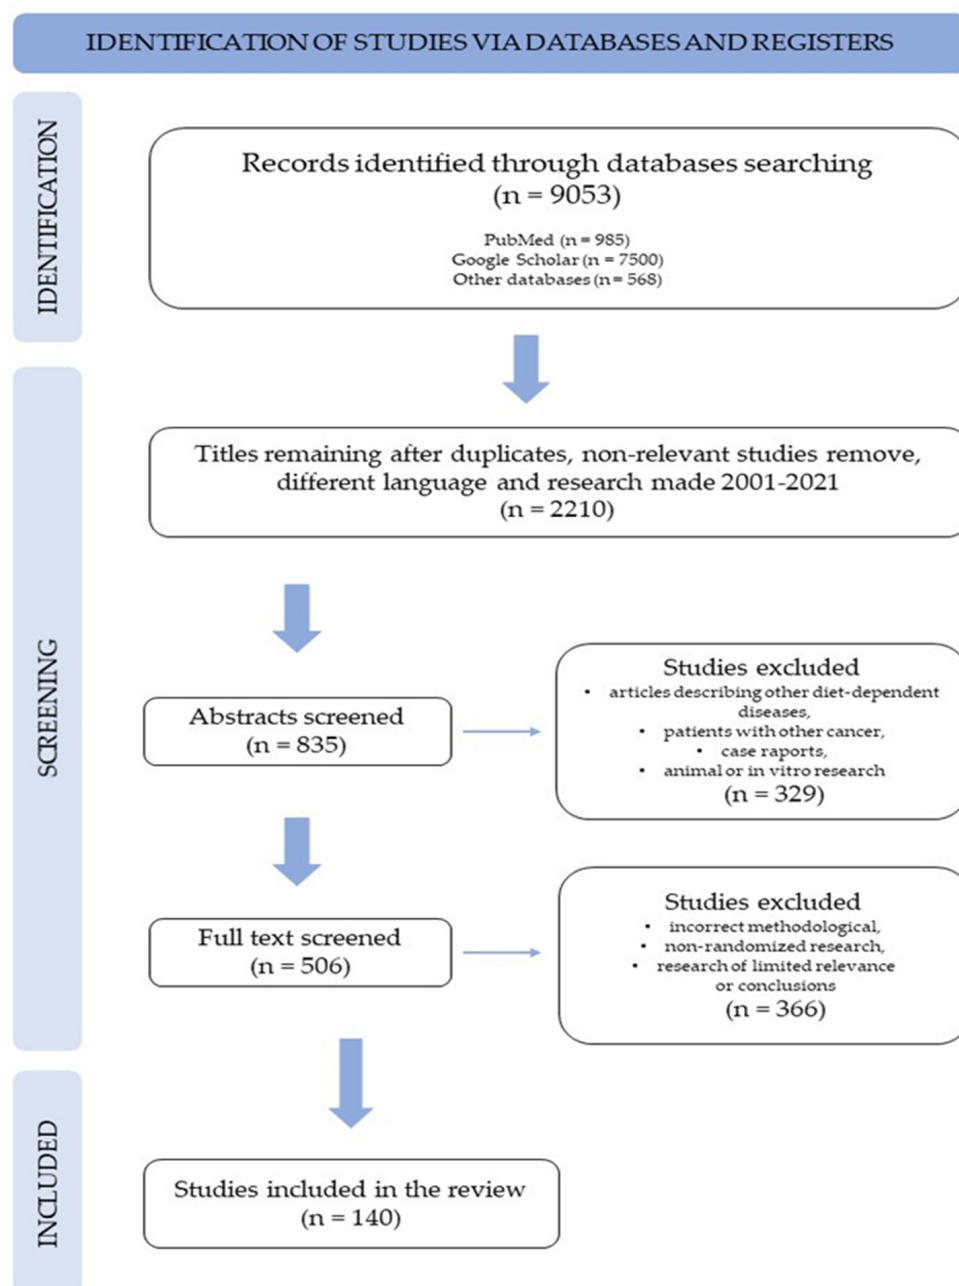 IDENTIFICATION OF STUDIES VIA DATABASES AND REGISTERS
IDENTIFICATION
Records identified through databases searching
(n = 9053)
PubMed (n = 985)
Google Scholar (n = 7500)
Other databases (n = 568)
SCREENING
Titles remaining after duplicates, non-relevant studies remove,
different language and research made 2001-2021
(n = 2210)
Abstracts screened
(n = 835)
Studies excluded
• articles describing other diet-dependent
diseases,
• patients with other cancer,
• case raports,
• animal or in vitro research
(n = 329)
Full text screened
(n = 506)
Studies excluded
• incorrect methodological,
• non-randomized research,
• research of limited relevance
or conclusions
(n = 366)
INCLUDED
Studies included in the review
(n = 140)